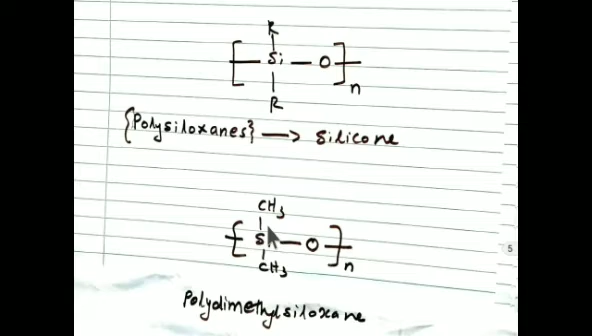 R
[ Si — O ]n
R
{Polysiloxanes} → silicone
CH3
[ Si — O ]n
CH3
Polydimethylsiloxane
5